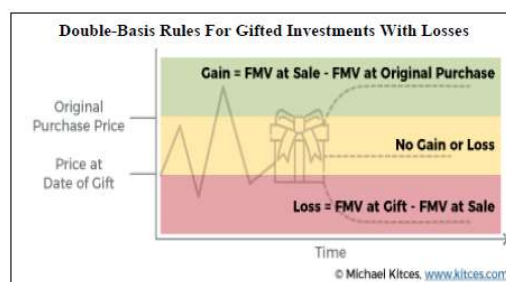 Double-Basis Rules For Gifted Investments With Losses
Gain = FMV at Sale - FMV at Original Purchase
Original
Purchase Price
No Gain or Loss
Price at
Date of Gift
Loss = FMV at Gift - FMV at Sale
Time
© Michael Kitces, www.kitces.com